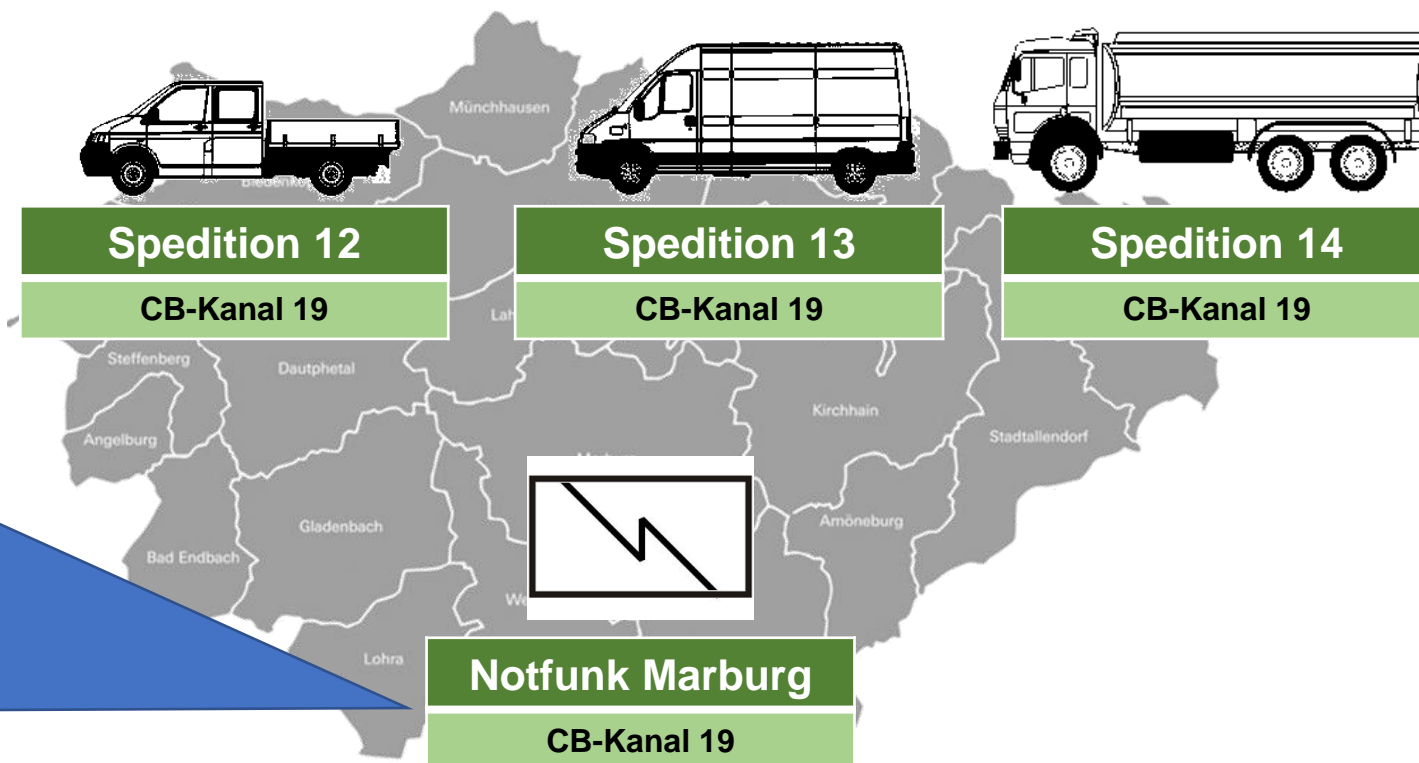 Münchhausen
Spedition 12
CB-Kanal 19
Spedition 13
CB-Kanal 19
Spedition 14
CB-Kanal 19
Steffenberg
Dautphetal
Angelburg
Kirchhain
Stadtallendorf
Gladenbach
Bad Endbach
Amöneburg
Lohra
Notfunk Marburg
CB-Kanal 19